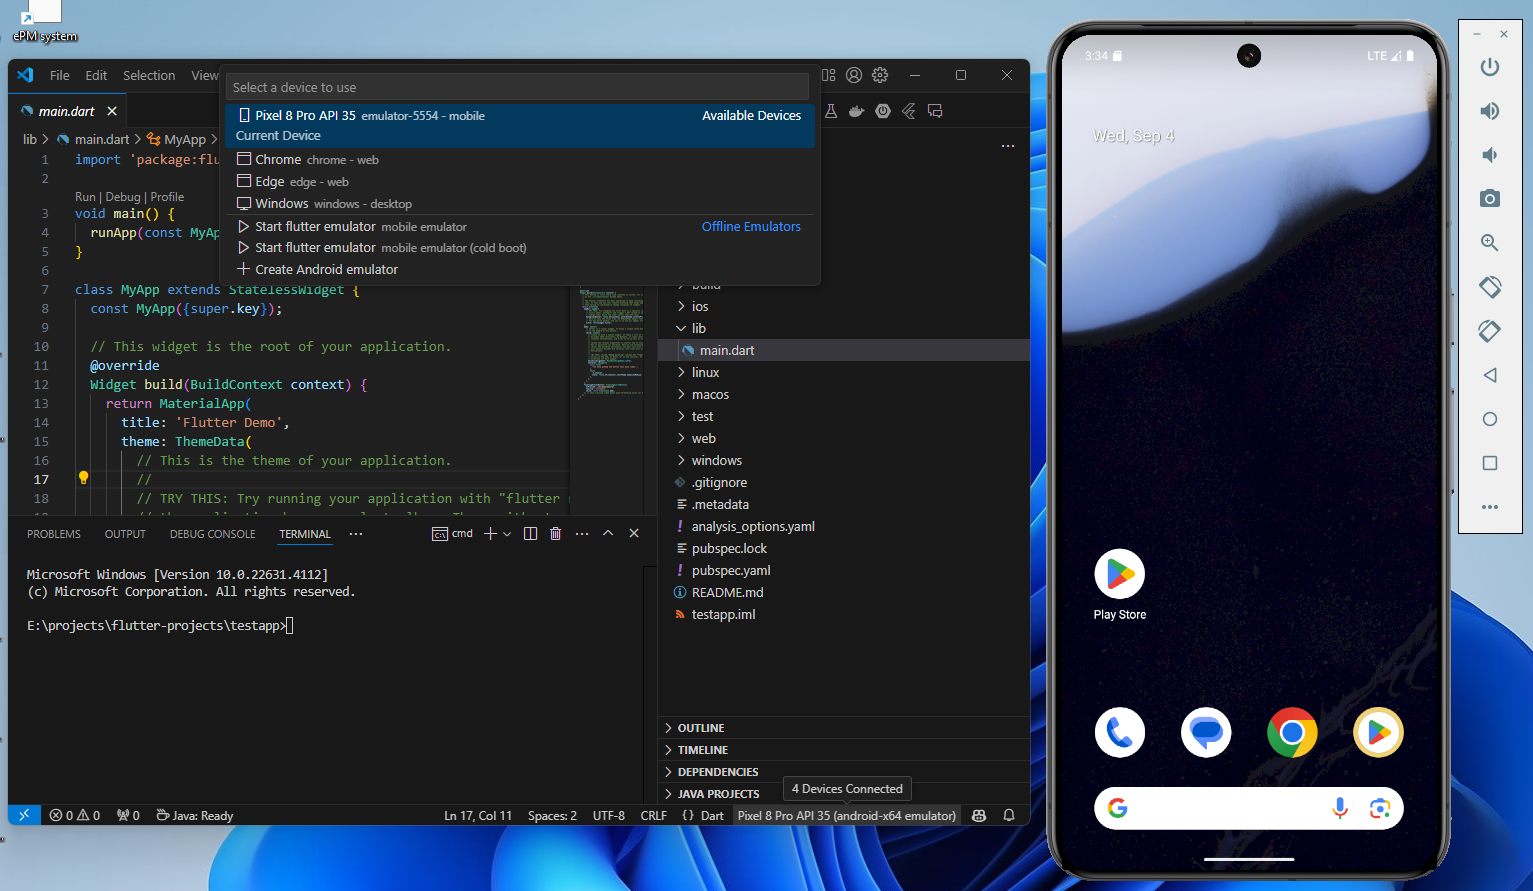 ePM system
File Edit Selection View
Select a device to use
main.dart
Pixel 8 Pro API 35 emulator-5554 - mobile Available Devices
Current Device
lib > main.dart > MyApp >
Chrome chrome - web
Edge edge - web
Windows windows - desktop
Start flutter emulator mobile emulator Offline Emulators
Start flutter emulator mobile emulator (cold boot)
Create Android emulator
1 import 'package:flu
2
Run | Debug | Profile
3 void main() {
4 runApp(const MyAp
5 }
6
7 class MyApp extends StatelessWidget {
8 const MyApp({super.key});
9
10 // This widget is the root of your application.
11 @override
12 Widget build(BuildContext context) {
13 return MaterialApp(
14 title: 'Flutter Demo',
15 theme: ThemeData(
16 // This is the theme of your application.
17 //
18 // TRY THIS: Try running your application with "flutter
build
ios
lib
main.dart
linux
macos
test
web
windows
.gitignore
.metadata
analysis_options.yaml
pubspec.lock
pubspec.yaml
README.md
testapp.iml
OUTLINE
TIMELINE
DEPENDENCIES
JAVA PROJECTS
4 Devices Connected
PROBLEMS OUTPUT DEBUG CONSOLE TERMINAL ... cmd
Microsoft Windows [Version 10.0.22631.4112]
(c) Microsoft Corporation. All rights reserved.
E:\projects\flutter-projects\testapp>
0 0 0 Java: Ready Ln 17, Col 11 Spaces: 2 UTF-8 CRLF {} Dart Pixel 8 Pro API 35 (android-x64 emulator)
3:34 LTE
Wed, Sep 4
Play Store